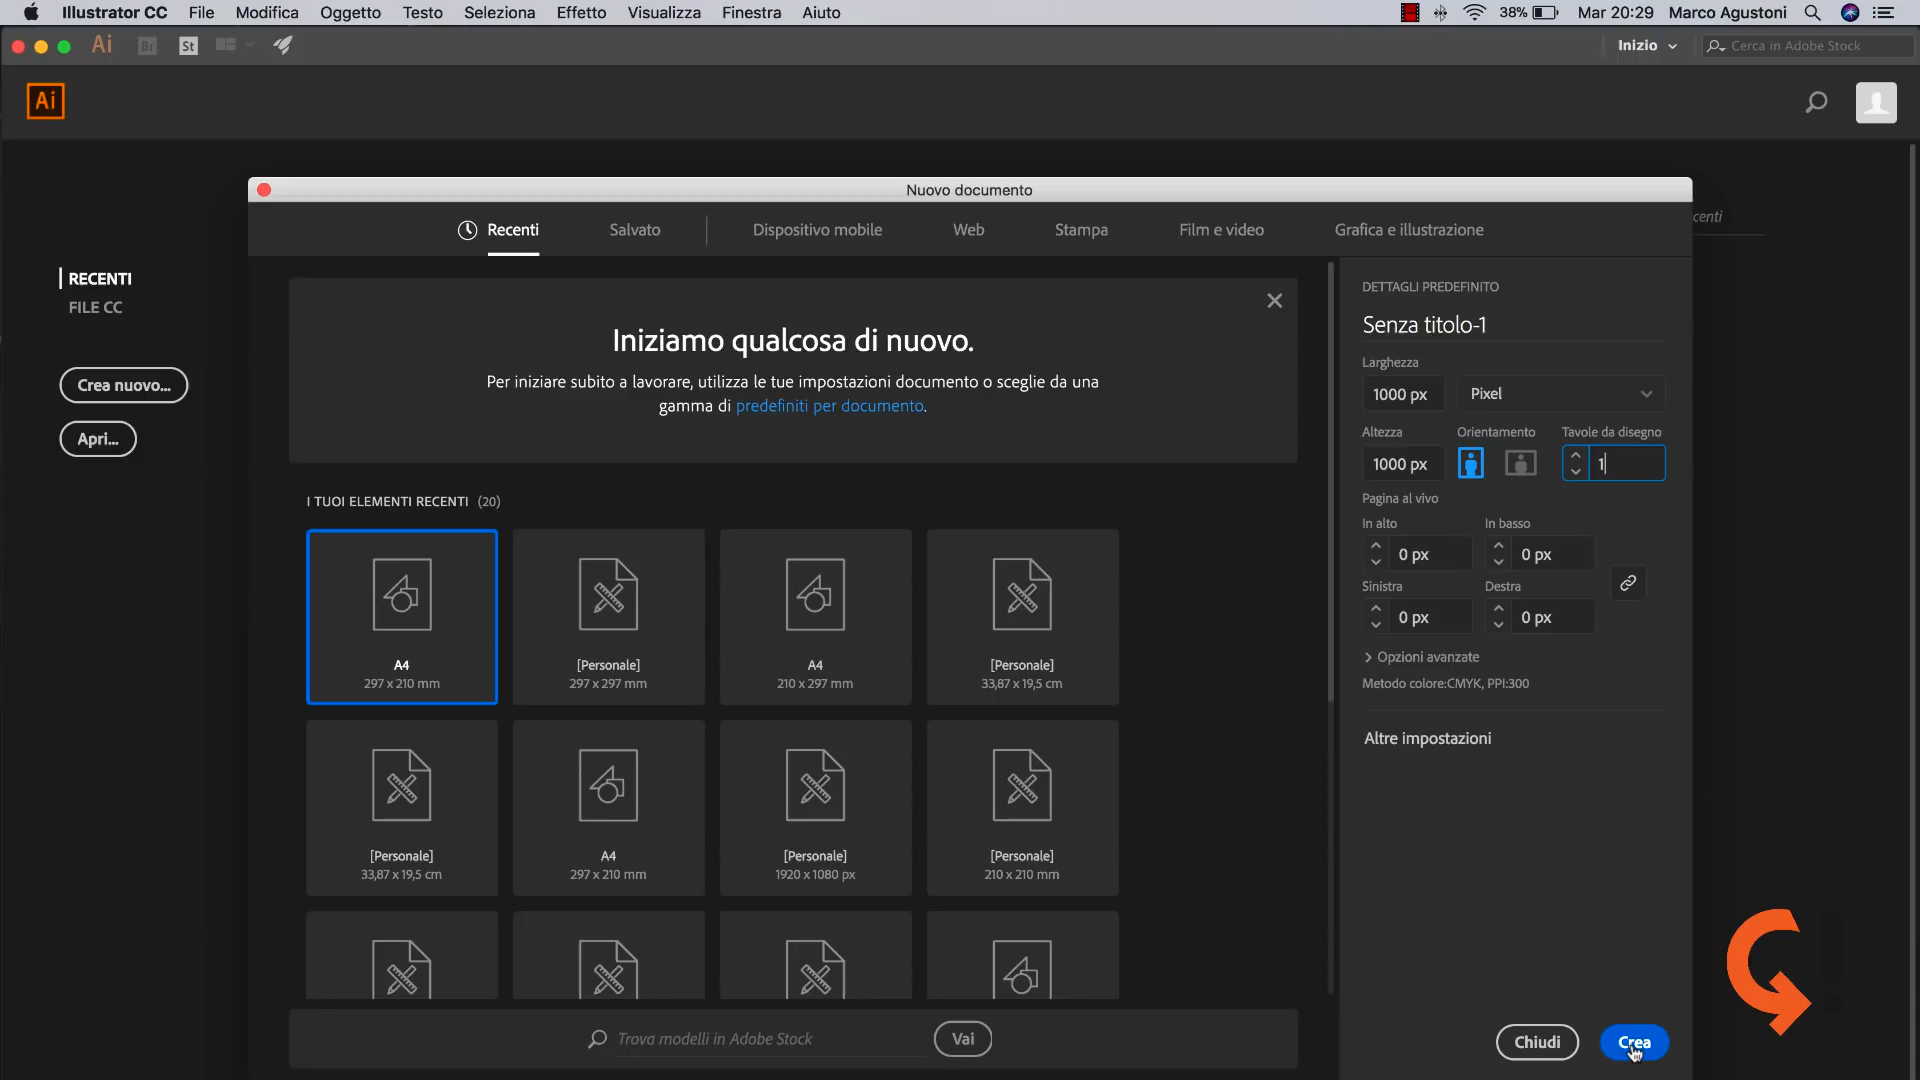 Illustrator CC File Modifica Oggetto Testo Seleziona Effetto Visualizza Finestra Aiuto 38% Mar 20:29 Marco Agustoni
Ai Br St Inizio Cerca in Adobe Stock
Ai
Nuovo documento
Recenti Salvato Dispositivo mobile Web Stampa Film e video Grafica e illustrazione
centi
RECENTI
FILE CC
Crea nuovo...
Apri...
Iniziamo qualcosa di nuovo.
Per iniziare subito a lavorare, utilizza le tue impostazioni documento o sceglie da una
gamma di predefiniti per documento.
I TUOI ELEMENTI RECENTI (20)
A4
297 x 210 mm
[Personale]
297 x 297 mm
A4
210 x 297 mm
[Personale]
33,87 x 19,5 cm
[Personale]
33,87 x 19,5 cm
A4
297 x 210 mm
[Personale]
1920 x 1080 px
[Personale]
210 x 210 mm
Trova modelli in Adobe Stock Vai
DETTAGLI PREDEFINITO
Senza titolo-1
Larghezza
1000 px Pixel
Altezza Orientamento Tavole da disegno
1000 px 1
Pagina al vivo
In alto In basso
0 px 0 px
Sinistra Destra
0 px 0 px
> Opzioni avanzate
Metodo colore:CMYK, PPI:300
Altre impostazioni
Chiudi Crea